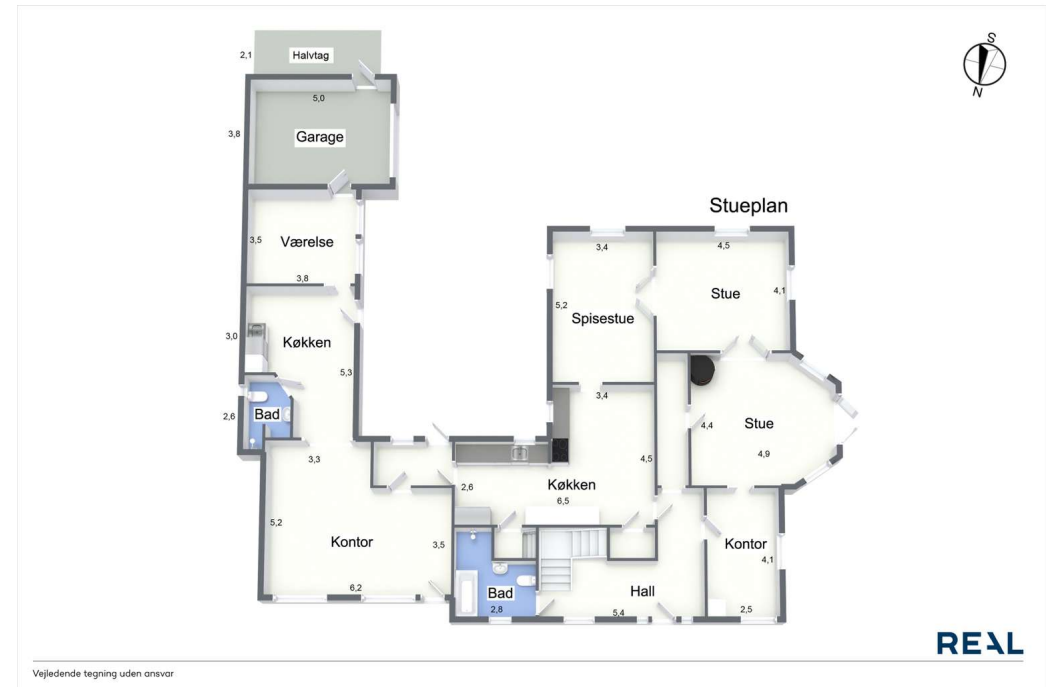 S
N
2,1
Halvtag
5,0
3,8
Garage
Stueplan
3,5
Værelse
3,8
3,4
4,5
Stue
4,1
5,2
Spisestue
3,0
Køkken
5,3
3,4
2,6
Bad
4,4
Stue
4,9
3,3
4,5
2,6
Køkken
6,5
5,2
Kontor
3,5
6,2
Kontor
4,1
Bad
2,8
Hall
5,4
2,5
REAL
Vejledende tegning uden ansvar